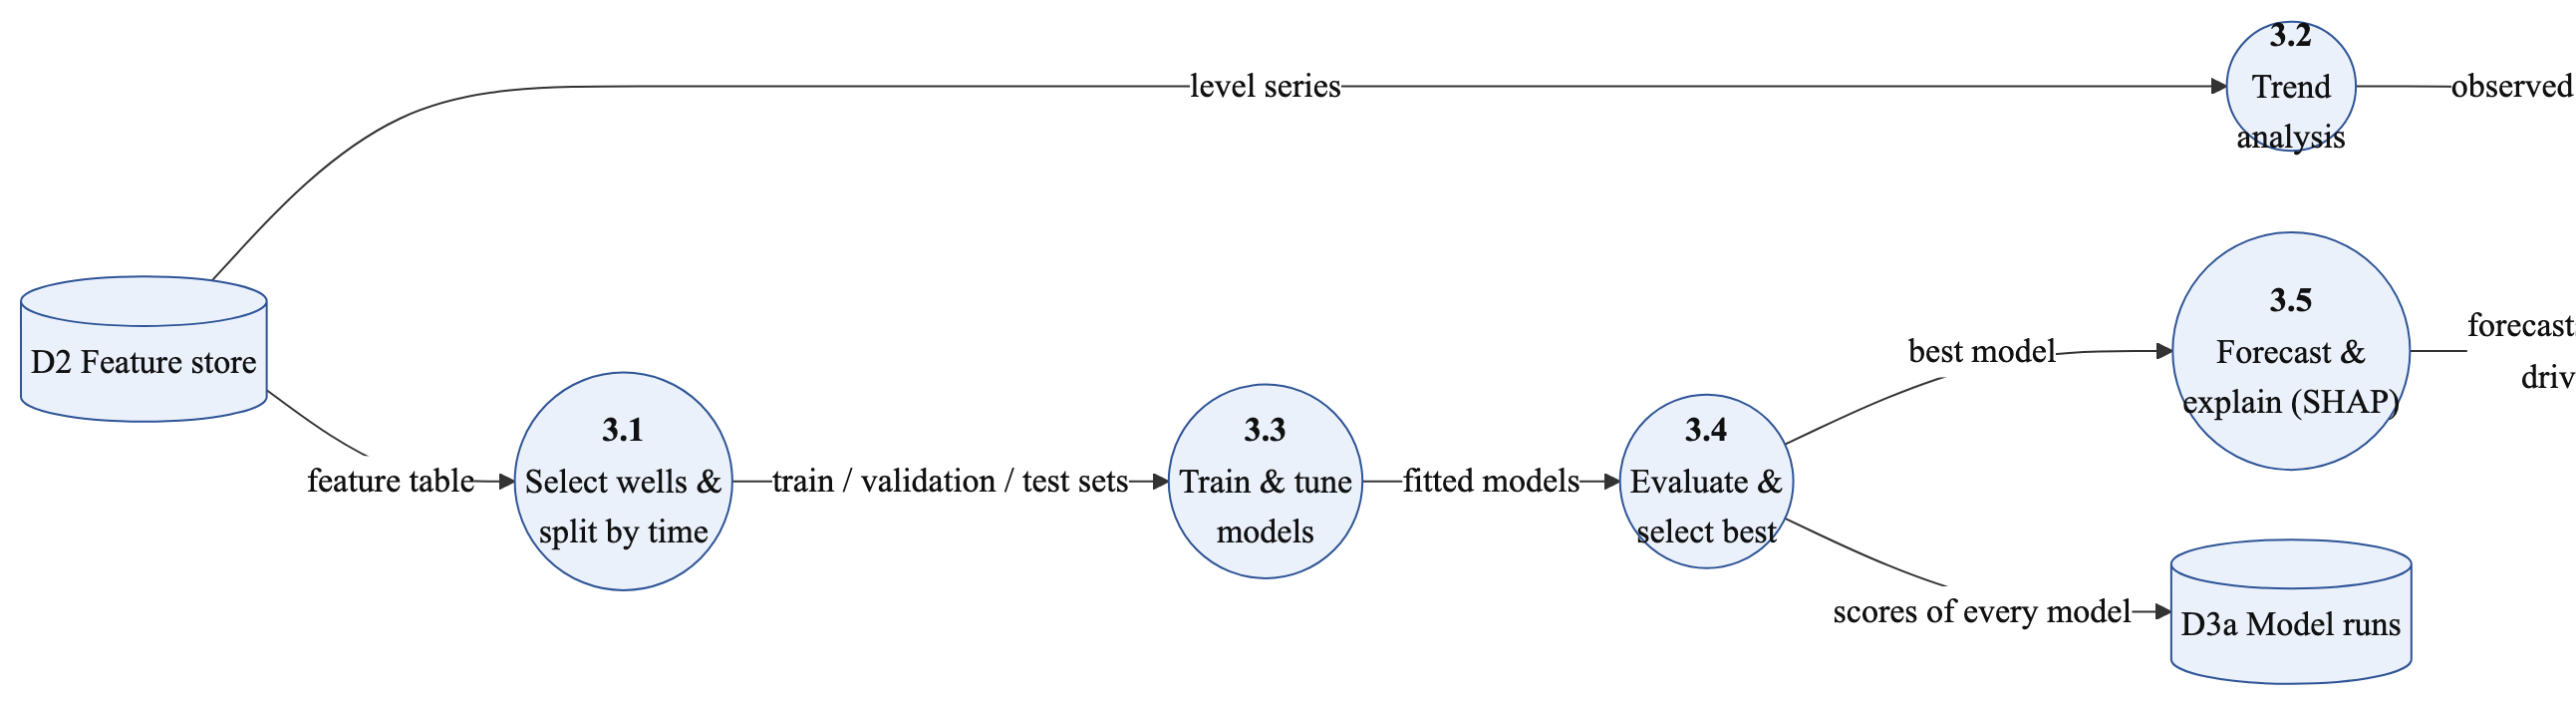 3.2
Trend
analysis
level series
observed
D2 Feature store
3.5
Forecast &
explain (SHAP)
best model
forecast
feature table
3.1
Select wells &
split by time
train / validation / test sets
3.3
Train & tune
models
fitted models
3.4
Evaluate &
select best
scores of every model
D3a Model runs